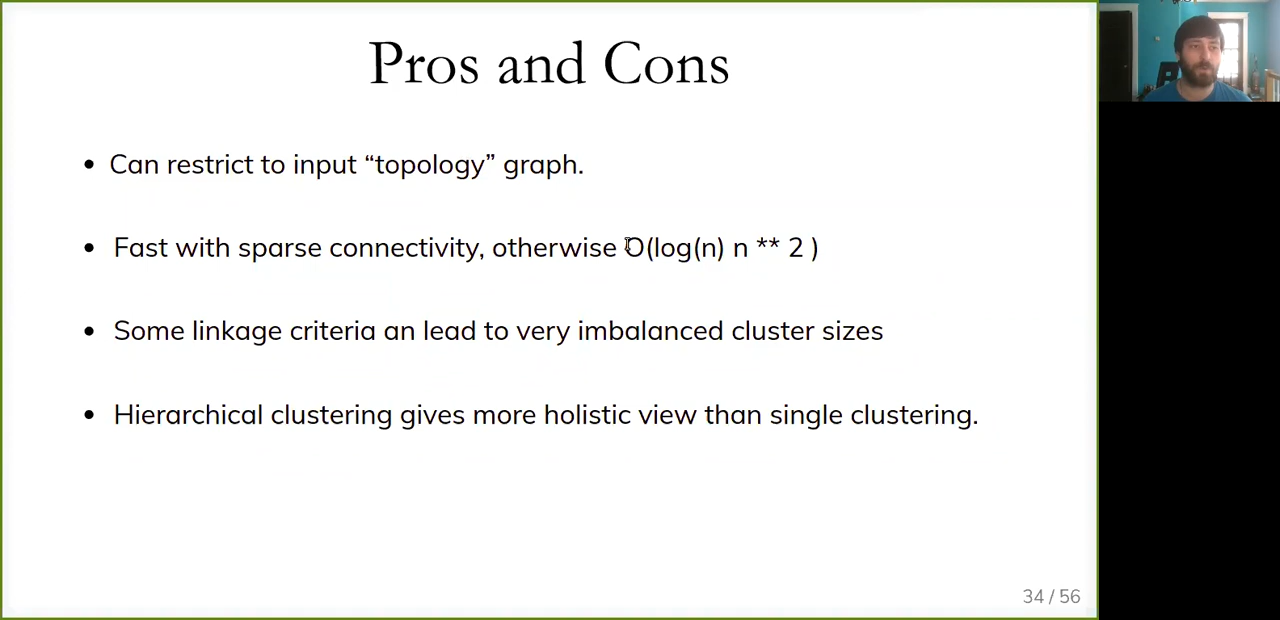 Pros and Cons
• Can restrict to input “topology” graph.
• Fast with sparse connectivity, otherwise O(log(n) n ** 2 )
• Some linkage criteria an lead to very imbalanced cluster sizes
• Hierarchical clustering gives more holistic view than single clustering.
34 / 56